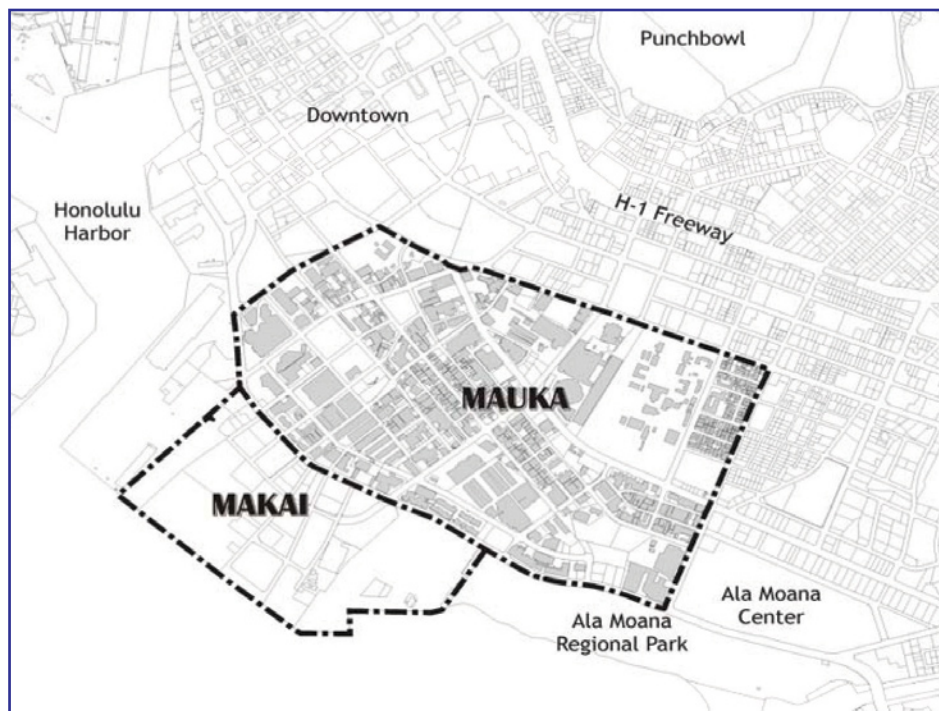 Punchbowl
Downtown
Honolulu
Harbor
H-1 Freeway
MAUKA
MAKAI
Ala Moana
Center
Ala Moana
Regional Park